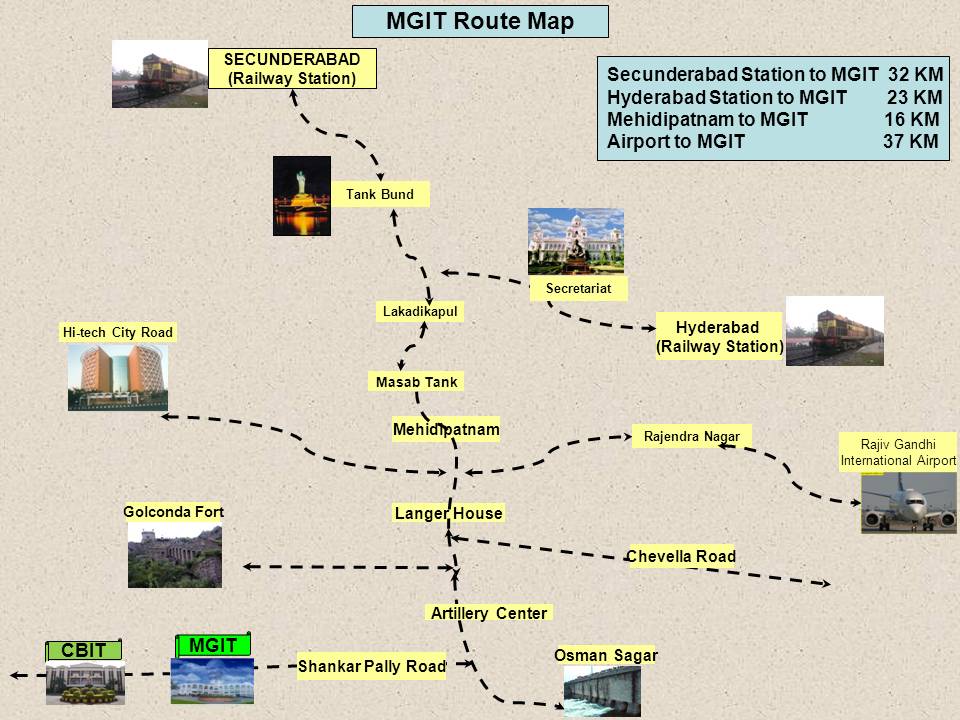 MGIT Route Map
SECUNDERABAD
(Railway Station)
Secunderabad Station to MGIT 32 KM
Hyderabad Station to MGIT 23 KM
Mehidipatnam to MGIT 16 KM
Airport to MGIT 37 KM
Tank Bund
Secretariat
Lakadikapul
Hyderabad
(Railway Station)
Hi-tech City Road
Masab Tank
Mehidipatnam
Rajendra Nagar
Rajiv Gandhi
International Airport
Golconda Fort
Langer House
Chevella Road
Artillery Center
CBIT
MGIT
Shankar Pally Road
Osman Sagar